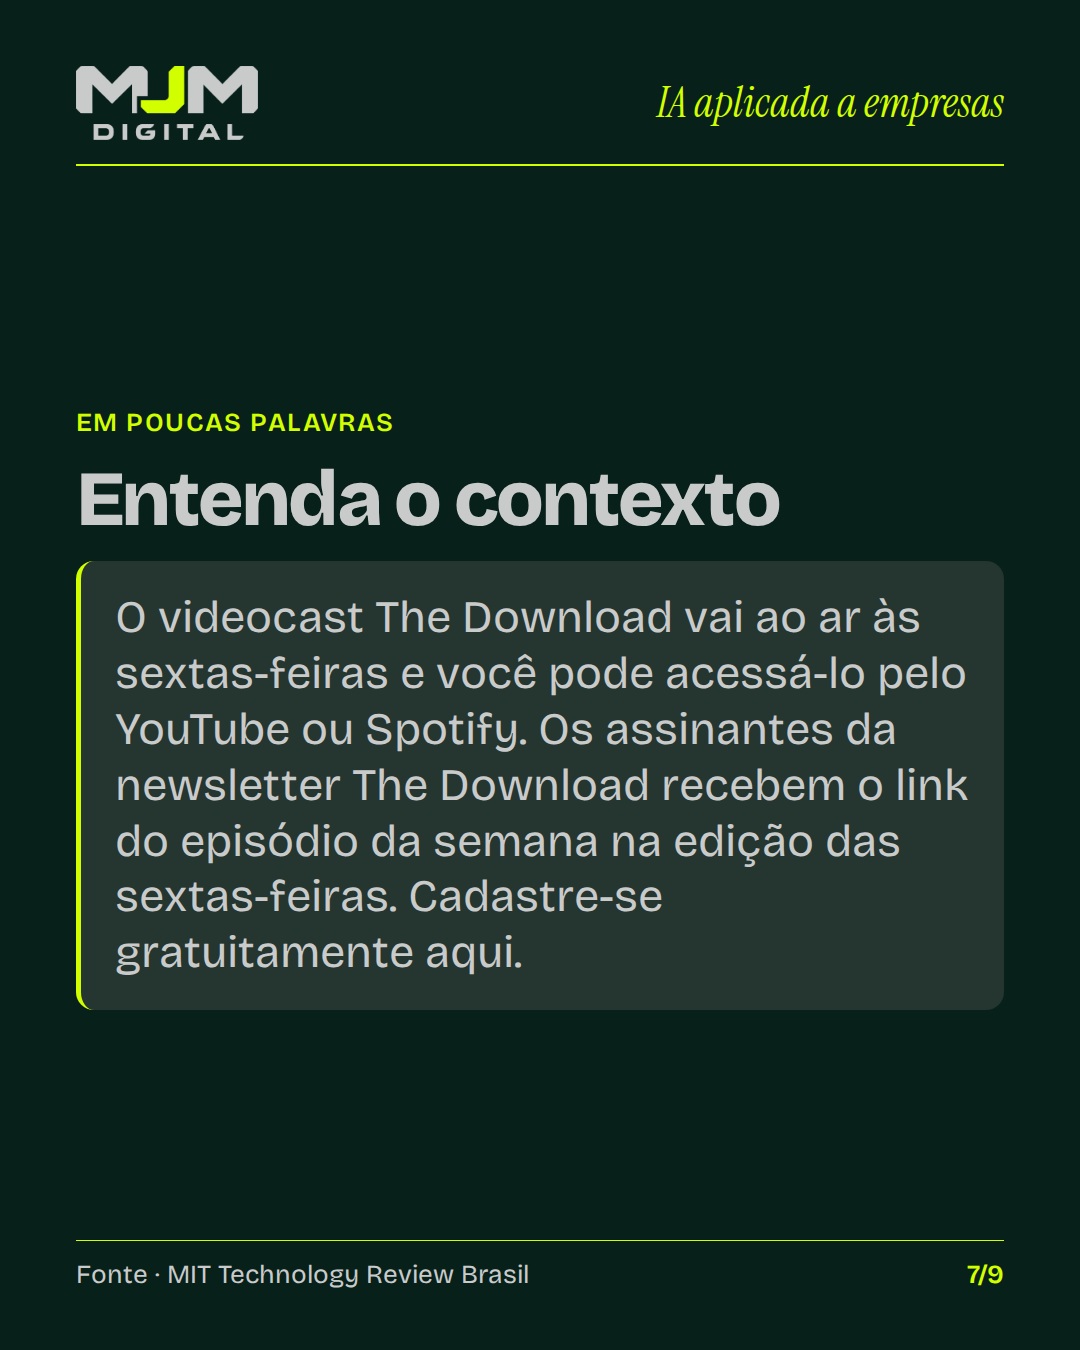 MJM
DIGITAL
IA aplicada a empresas
EM POUCAS PALAVRAS
Entenda o contexto
O videocast The Download vai ao ar às
sextas-feiras e você pode acessá-lo pelo
YouTube ou Spotify. Os assinantes da
newsletter The Download recebem o link
do episódio da semana na edição das
sextas-feiras. Cadastre-se
gratuitamente aqui.
Fonte · MIT Technology Review Brasil
7/9